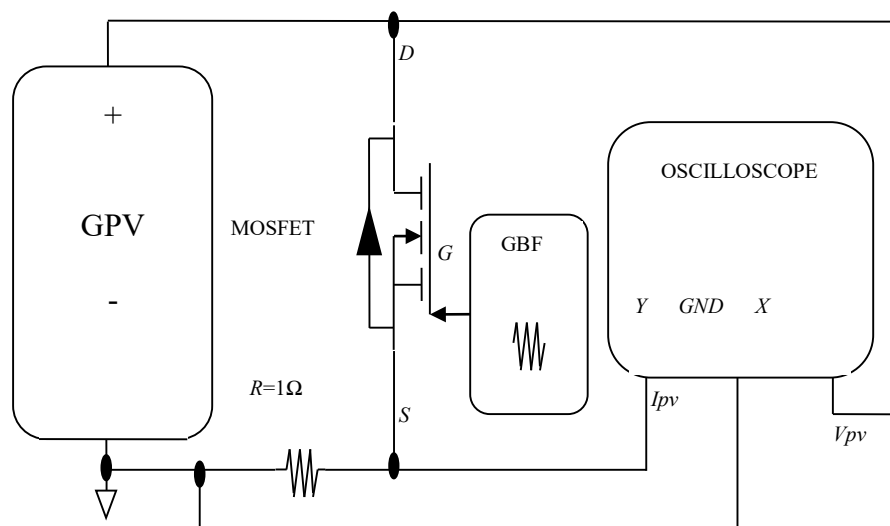 D
+
OSCILLOSCOPE
GPV
MOSFET
G
GBF
-
Y GND X
R=1Ω
S
Ipv
Vpv